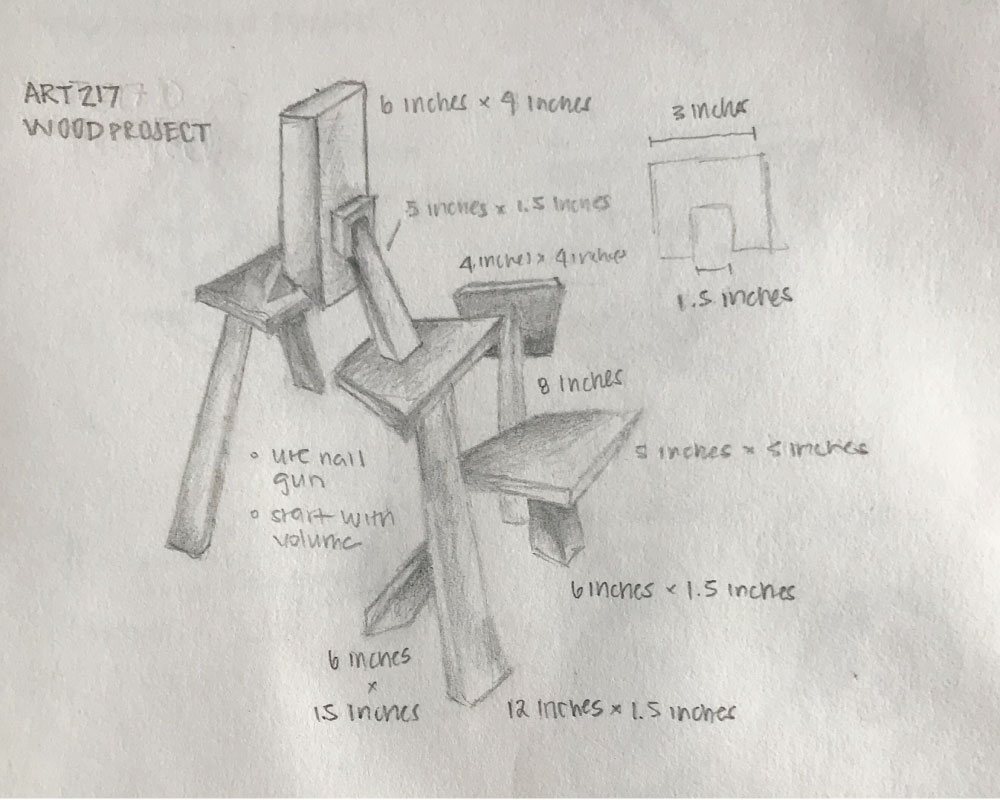 ART 217
WOOD PROJECT
6 inches x 4 inches
3 inches
5 inches x 1.5 inches
4 inches x 4 inches
1.5 inches
8 inches
5 inches x 5 inches
• use nail
gun
• start with
volume
6 inches x 1.5 inches
6 inches
x
1.5 inches
12 inches x 1.5 inches